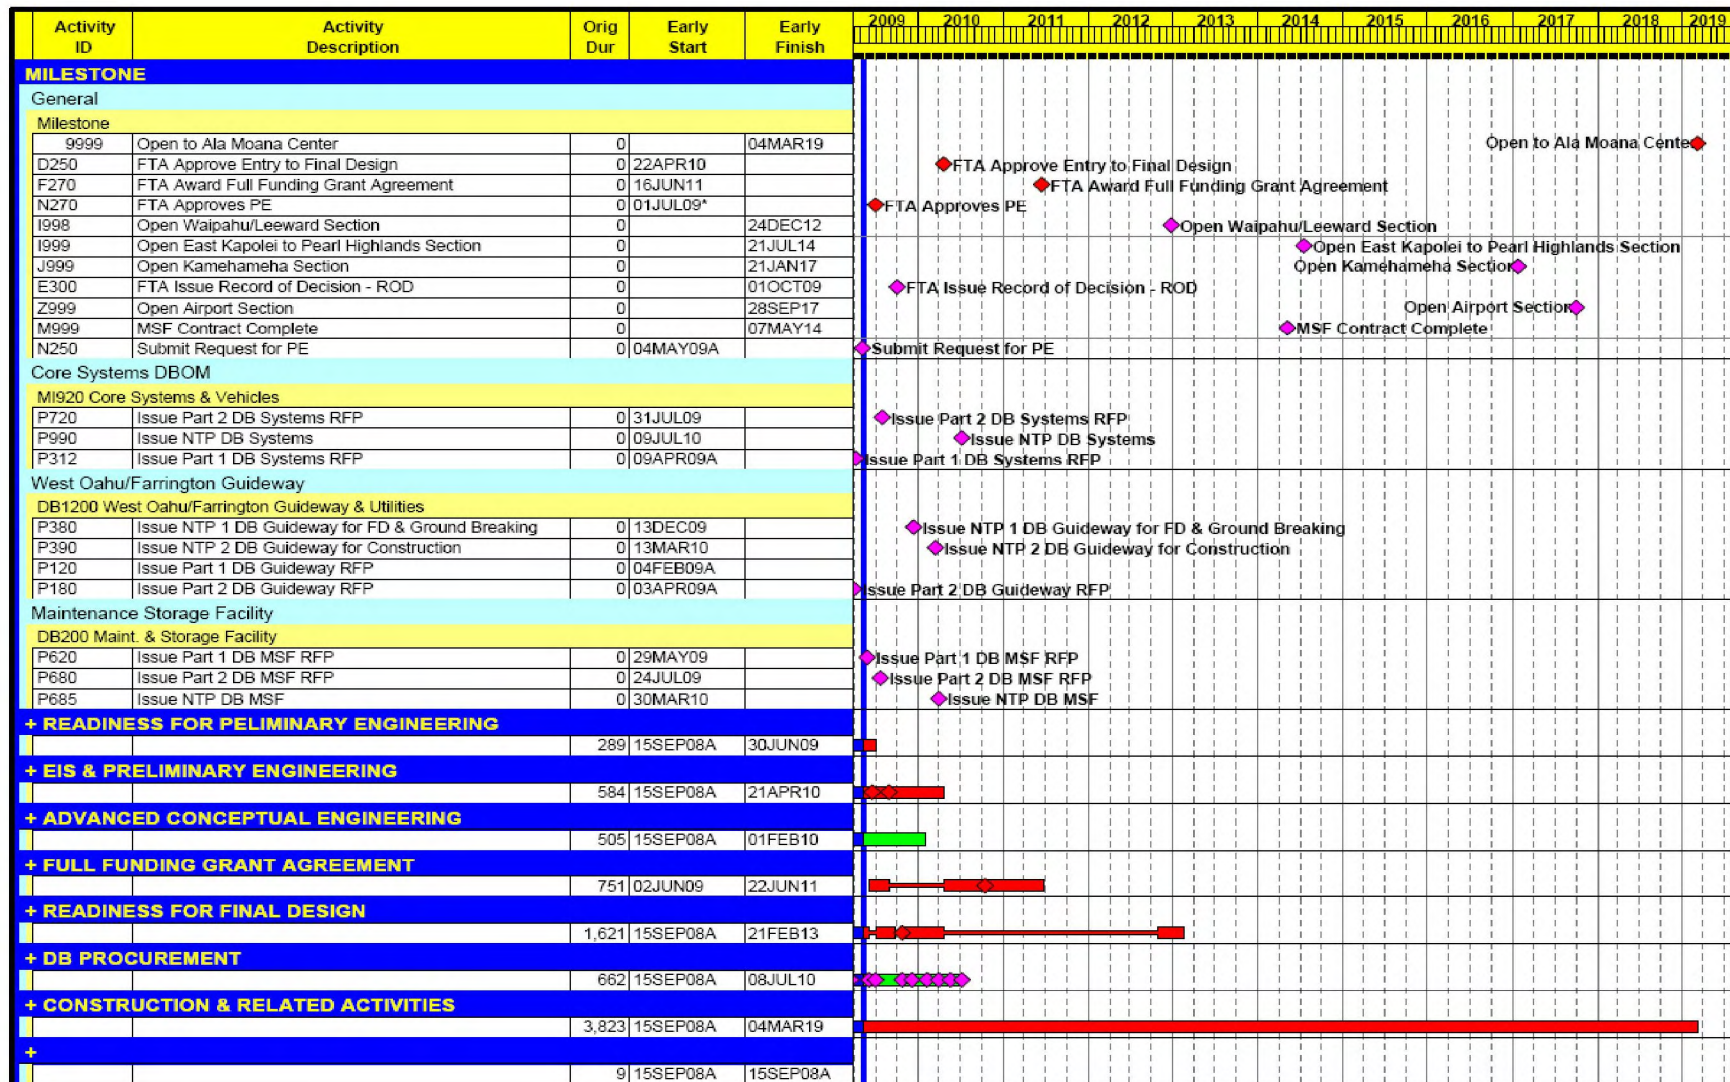 Activity ID Activity Description Orig Dur Early Start Early Finish 2009 2010 2011 2012 2013 2014 2015 2016 2017 2018 2019
MILESTONE
General
Milestone
9999 Open to Ala Moana Center 0 04MAR19 Open to Ala Moana Cente
D250 FTA Approve Entry to Final Design 0 22APR10 FTA Approve Entry to Final Design
F270 FTA Award Full Funding Grant Agreement 0 16JUN11 FTA Award Full Funding Grant Agreement
N270 FTA Approves PE 0 01JUL09* FTA Approves PE
I998 Open Waipahu/Leeward Section 0 24DEC12 Open Waipahu/Leeward Section
I999 Open East Kapolei to Pearl Highlands Section 0 21JUL14 Open East Kapolei to Pearl Highlands Section
J999 Open Kamehameha Section 0 21JAN17 Open Kamehameha Section
E300 FTA Issue Record of Decision - ROD 0 01OCT09 FTA Issue Record of Decision - ROD
Z999 Open Airport Section 0 28SEP17 Open Airport Section
M999 MSF Contract Complete 0 07MAY14 MSF Contract Complete
N250 Submit Request for PE 0 04MAY09A Submit Request for PE
Core Systems DBOM
MI920 Core Systems & Vehicles
P720 Issue Part 2 DB Systems RFP 0 31JUL09 Issue Part 2 DB Systems RFP
P990 Issue NTP DB Systems 0 09JUL10 Issue NTP DB Systems
P312 Issue Part 1 DB Systems RFP 0 09APR09A Issue Part 1 DB Systems RFP
West Oahu/Farrington Guideway
DB1200 West Oahu/Farrington Guideway & Utilities
P380 Issue NTP 1 DB Guideway for FD & Ground Breaking 0 13DEC09 Issue NTP 1 DB Guideway for FD & Ground Breaking
P390 Issue NTP 2 DB Guideway for Construction 0 13MAR10 Issue NTP 2 DB Guideway for Construction
P120 Issue Part 1 DB Guideway RFP 0 04FEB09A
P180 Issue Part 2 DB Guideway RFP 0 03APR09A Issue Part 2 DB Guideway RFP
Maintenance Storage Facility
DB200 Maint. & Storage Facility
P620 Issue Part 1 DB MSF RFP 0 29MAY09 Issue Part 1 DB MSF RFP
P680 Issue Part 2 DB MSF RFP 0 24JUL09 Issue Part 2 DB MSF RFP
P685 Issue NTP DB MSF 0 30MAR10 Issue NTP DB MSF
+ READINESS FOR PELIMINARY ENGINEERING
289 15SEP08A 30JUN09
+ EIS & PRELIMINARY ENGINEERING
584 15SEP08A 21APR10
+ ADVANCED CONCEPTUAL ENGINEERING
505 15SEP08A 01FEB10
+ FULL FUNDING GRANT AGREEMENT
751 02JUN09 22JUN11
+ READINESS FOR FINAL DESIGN
1,621 15SEP08A 21FEB13
+ DB PROCUREMENT
662 15SEP08A 08JUL10
+ CONSTRUCTION & RELATED ACTIVITIES
3,823 15SEP08A 04MAR19
+
9 15SEP08A 15SEP08A